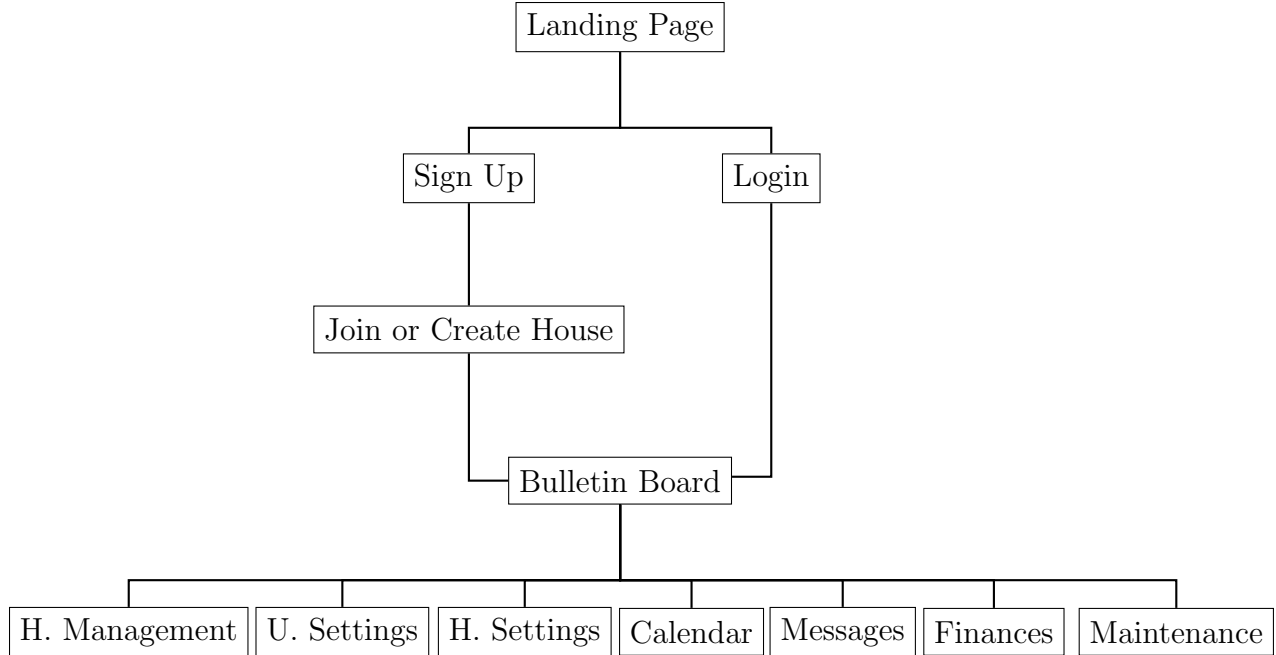 Landing Page
Sign Up
Login
Join or Create House
Bulletin Board
H. Management
U. Settings
H. Settings
Calendar
Messages
Finances
Maintenance